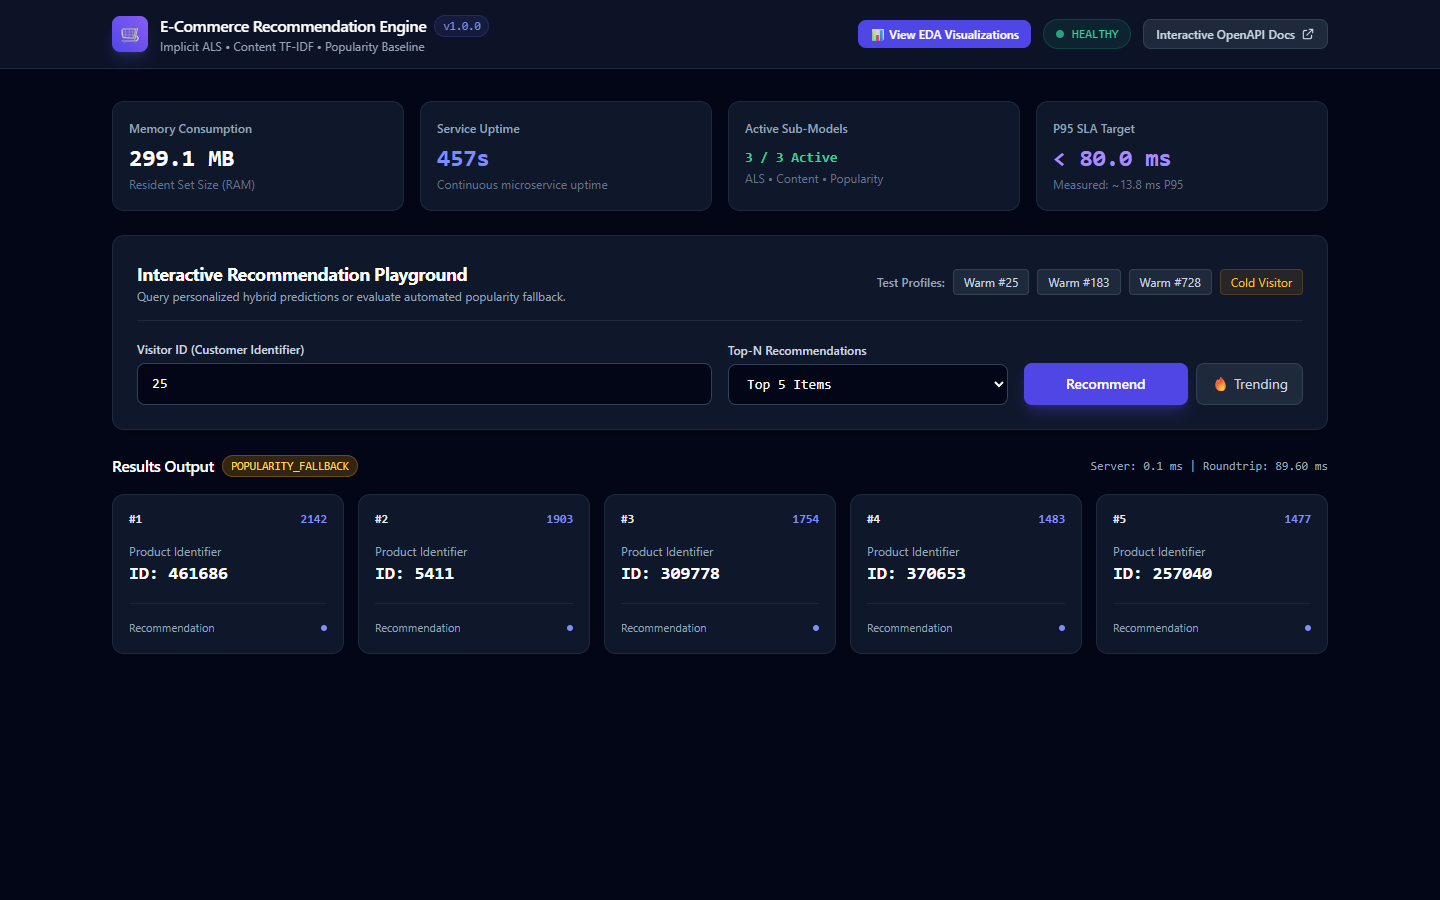 E-Commerce Recommendation Engine v1.0.0
Implicit ALS • Content TF-IDF • Popularity Baseline
📊 View EDA Visualizations
HEALTHY
Interactive OpenAPI Docs
Memory Consumption
299.1 MB
Resident Set Size (RAM)
Service Uptime
457s
Continuous microservice uptime
Active Sub-Models
3 / 3 Active
ALS • Content • Popularity
P95 SLA Target
< 80.0 ms
Measured: ~13.8 ms P95
Interactive Recommendation Playground
Query personalized hybrid predictions or evaluate automated popularity fallback.
Test Profiles: Warm #25 Warm #183 Warm #728 Cold Visitor
Visitor ID (Customer Identifier)
25
Top-N Recommendations
Top 5 Items
Recommend
🔥 Trending
Results Output POPULARITY_FALLBACK
Server: 0.1 ms | Roundtrip: 89.60 ms
#1 2142
Product Identifier
ID: 461686
Recommendation
#2 1903
Product Identifier
ID: 5411
Recommendation
#3 1754
Product Identifier
ID: 309778
Recommendation
#4 1483
Product Identifier
ID: 370653
Recommendation
#5 1477
Product Identifier
ID: 257040
Recommendation